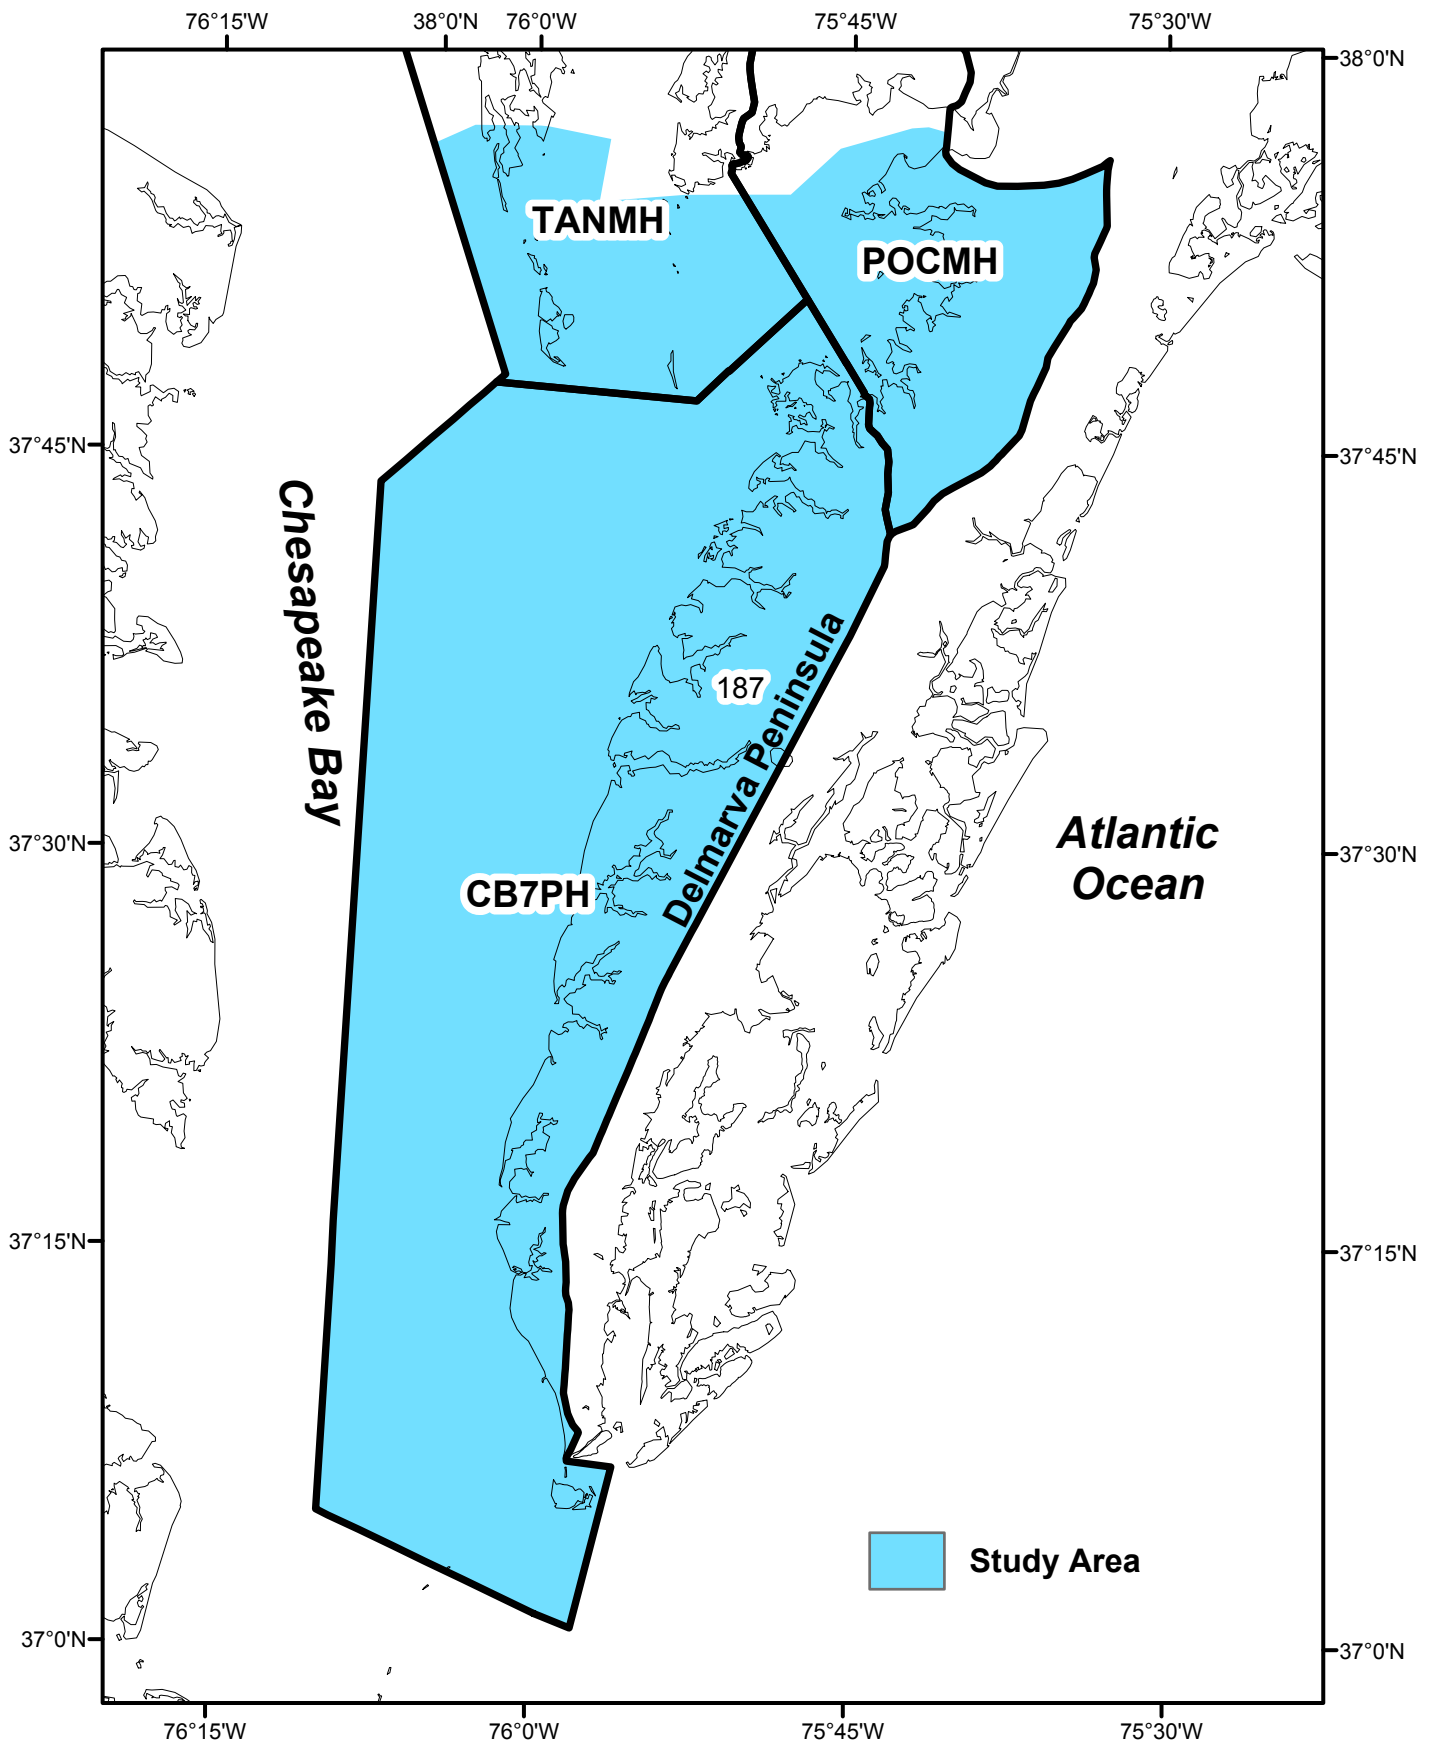 76°15'W 38°0'N 76°0'W 75°45'W 75°30'W
38°0'N
TANMH
POCMH
37°45'N
37°45'N
Chesapeake Bay
187
Delmarva Peninsula
37°30'N
37°30'N
Atlantic
Ocean
CB7PH
37°15'N
37°15'N
Study Area
37°0'N
37°0'N
76°15'W 76°0'W 75°45'W 75°30'W